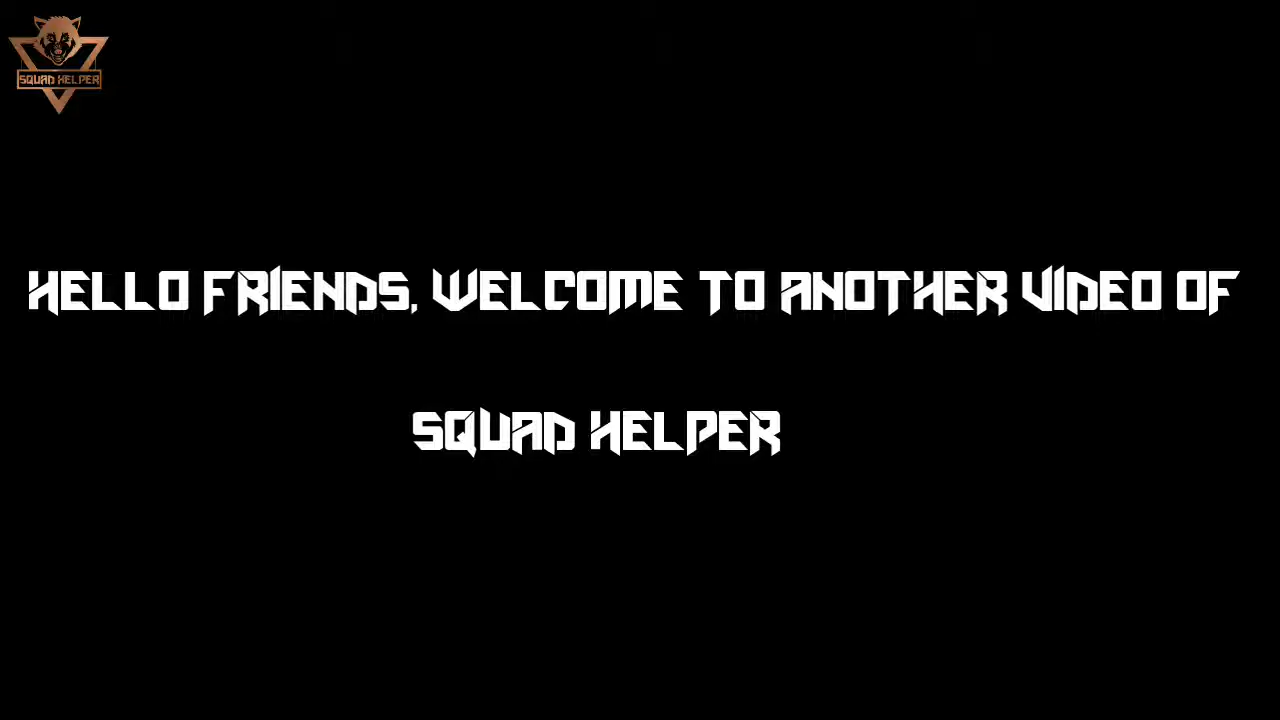 SQUAD HELPER
HELLO FRIENDS, WELCOME TO ANOTHER VIDEO OF
SQUAD HELPER